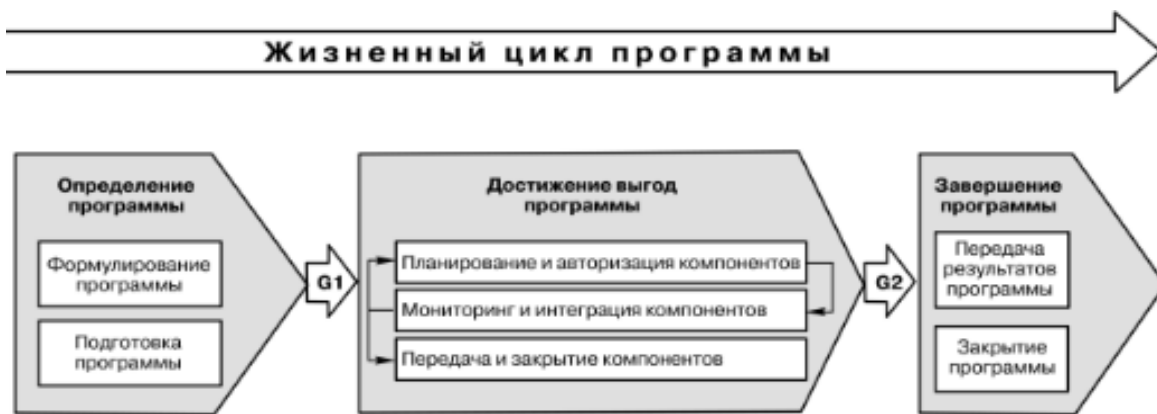 Жизненный цикл программы
Определение
программы
Формулирование
программы
Подготовка
программы
G1
Достижение выгод
программы
Планирование и авторизация компонентов
Мониторинг и интеграция компонентов
Передача и закрытие компонентов
G2
Завершение
программы
Передача
результатов
программы
Закрытие
программы